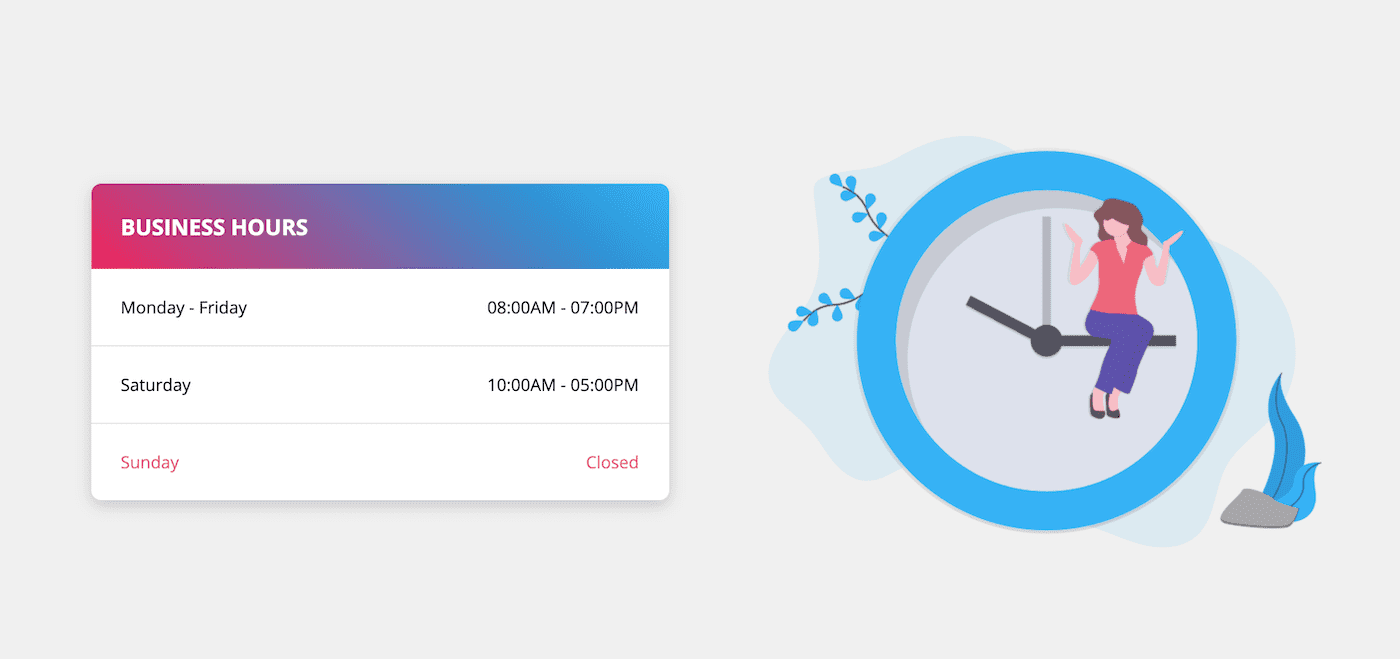 BUSINESS HOURS
Monday - Friday 08:00AM - 07:00PM
Saturday 10:00AM - 05:00PM
Sunday Closed